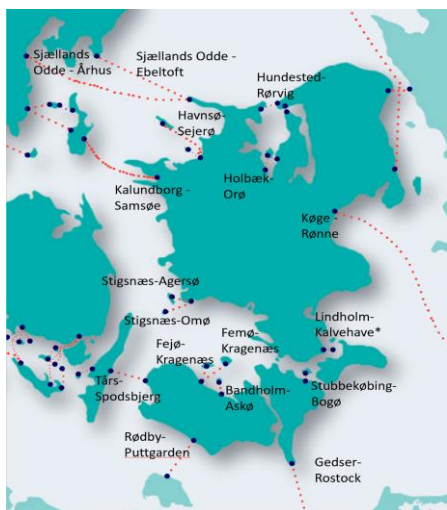 Sjællands
Odde - Århus
Sjællands Odde -
Ebeltoft
Hundested-
Rørvig
Havnsø-
Sejerø
Holbæk-
Orø
Kalundborg -
Samsøe
Køge -
Rønne
Stigsnæs-Agersø
Stigsnæs-Omø
Lindholm-
Kalvehave*
Femø-
Kragenæs
Fejø-
Kragenæs
Tårs-
Spodsbjerg
Bandholm-
Askø
Stubbekøbing-
Bogø
Rødby-
Puttgarden
Gedser-
Rostock